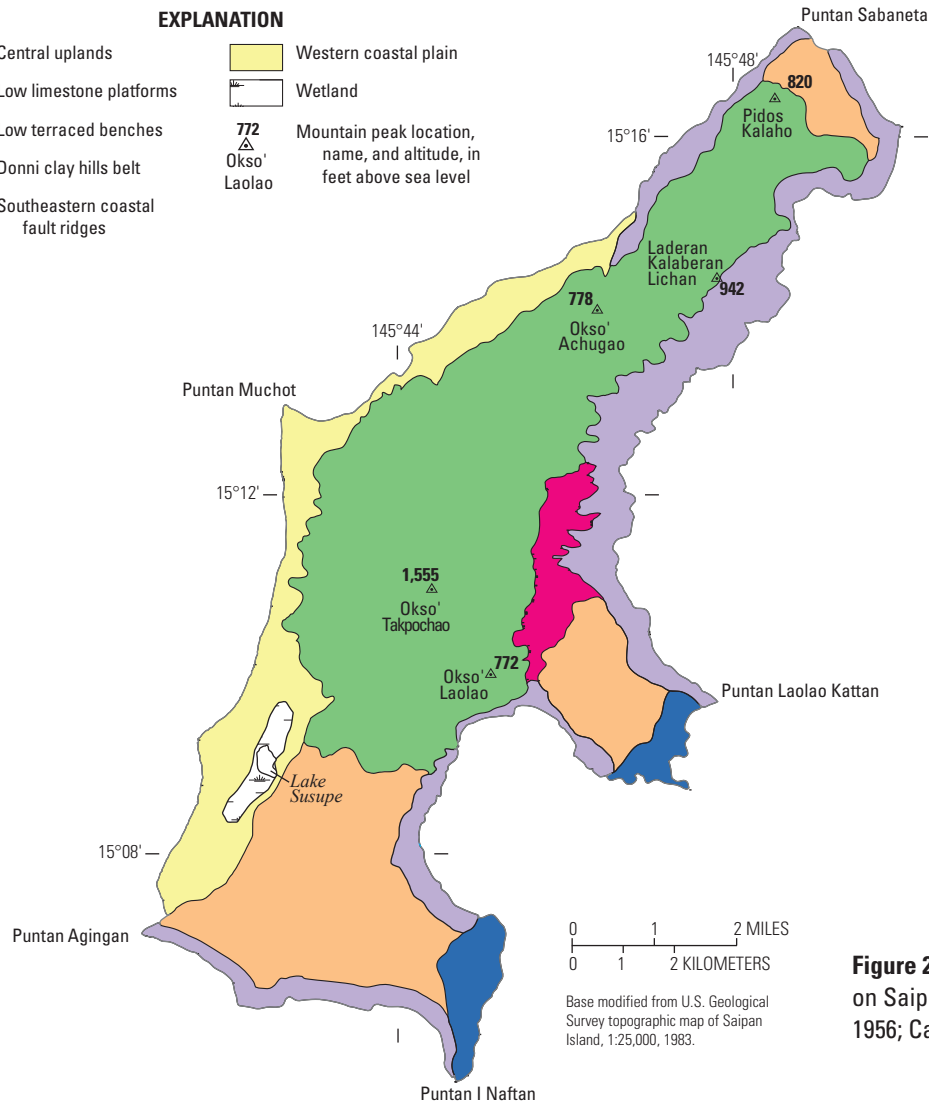 EXPLANATION
Central uplands
Low limestone platforms
Low terraced benches
Donni clay hills belt
Southeastern coastal
fault ridges
Western coastal plain
Wetland
772
Okso'
Laolao
Mountain peak location,
name, and altitude, in
feet above sea level
Puntan Sabaneta
145°48'
820
Pidos
Kalaho
15°16'
Laderan
Kalaberan
Lichan
942
778
Okso'
Achugao
145°44'
Puntan Muchot
15°12'
1,555
Okso'
Takpochao
772
Okso'
Laolao
Puntan Laolao Kattan
Lake
Susupe
15°08'
Puntan Agingan
0 1 2 MILES
0 1 2 KILOMETERS
Base modified from U.S. Geological
Survey topographic map of Saipan
Island, 1:25,000, 1983.
Figure 2
on Saip
1956; Ca
Puntan I Naftan